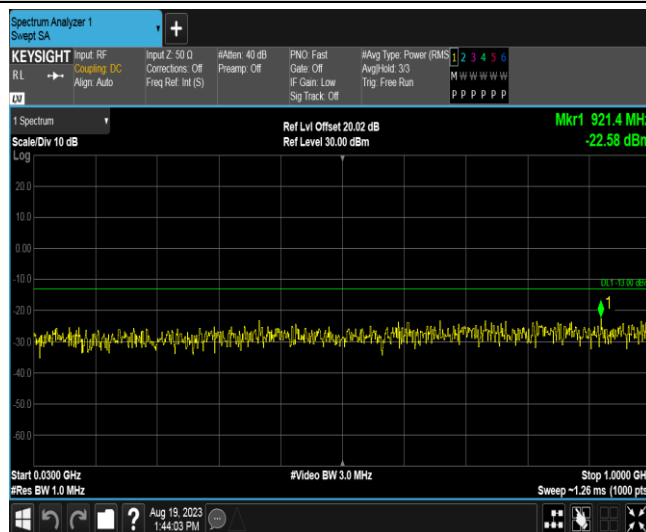 Spectrum Analyzer 1
Swept SA
+
KEYSIGHT
RL
LXI
Input: RF
Coupling: DC
Align: Auto
Input Z: 50 Ω
Corrections: Off
Freq Ref: Int (S)
#Atten: 40 dB
Preamp: Off
PNO: Fast
Gate: Off
IF Gain: Low
Sig Track: Off
#Avg Type: Power (RMS
Avg|Hold: 3/3
Trig: Free Run
1 2 3 4 5 6
M W W W W W
P P P P P P
1 Spectrum
Scale/Div 10 dB
Log
Ref Lvl Offset 20.02 dB
Ref Level 30.00 dBm
Mkr1 921.4 MH
-22.58 dBm
20.0
10.0
0.00
-10.0
-20.0
-30.0
-40.0
-50.0
-60.0
DL1 -13.00 dBm
1
Start 0.0300 GHz
#Res BW 1.0 MHz
#Video BW 3.0 MHz
Stop 1.0000 GH
Sweep ~1.26 ms (1000 pts
?
Aug 19, 2023
1:44:03 PM